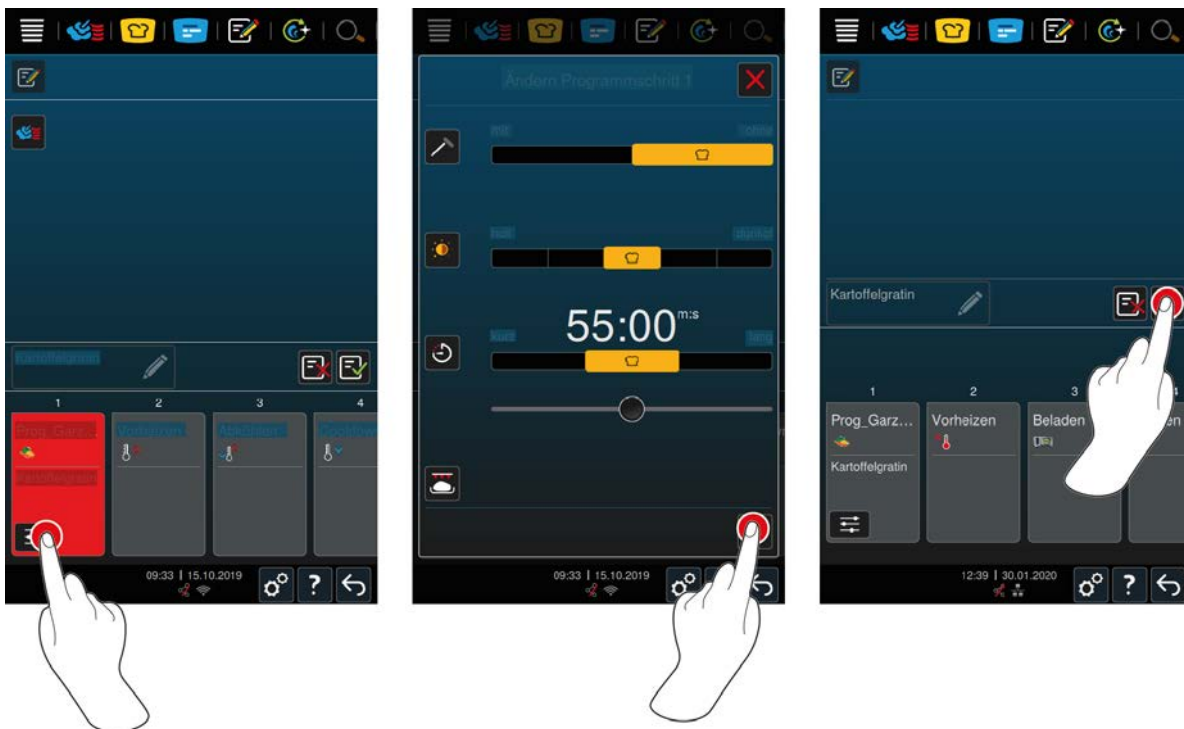 Kartoffelgratin
1 2 3 4
Prog_Garz...
Vorheizen
Abkühlen
Kartoffelgratin
09:33 | 15.10.2019
?
Ändern Programmschritt 1
mit ohne
hell dunkel
55:00 m:s
kurz lang
09:33 | 15.10.2019
Kartoffelgratin
1 2 3
Prog_Garz... Vorheizen Beladen
Kartoffelgratin
12:39 | 30.01.2020
?